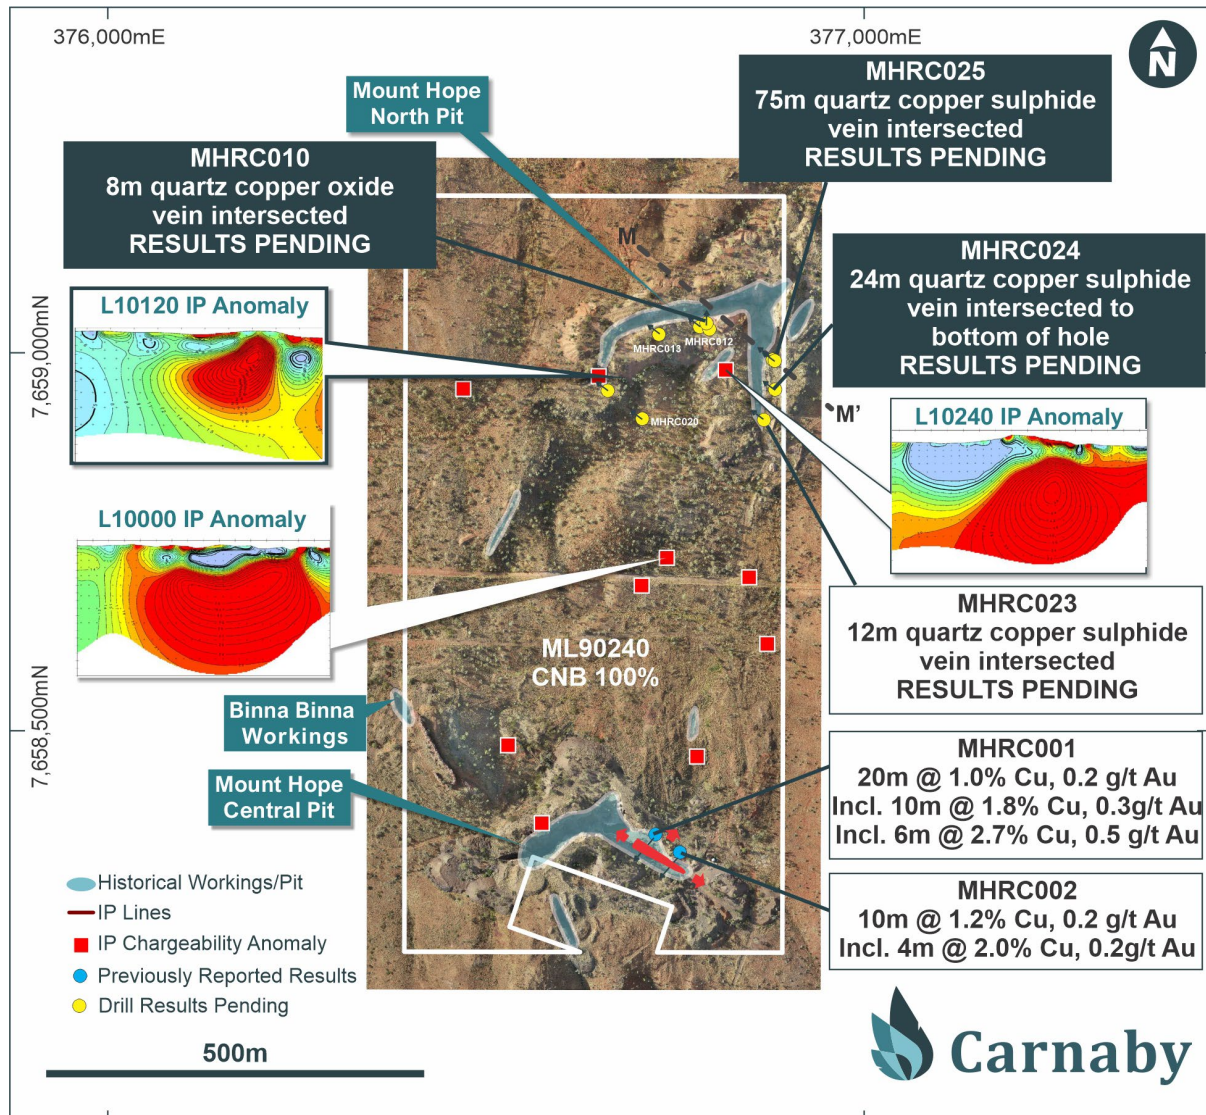 376,000mE
377,000mE
N
Mount Hope
North Pit
MHRC025
75m quartz copper sulphide
vein intersected
RESULTS PENDING
MHRC010
8m quartz copper oxide
vein intersected
RESULTS PENDING
M
MHRC024
24m quartz copper sulphide
vein intersected to
bottom of hole
RESULTS PENDING
L10120 IP Anomaly
7,659,000mN
MHRC013
MHRC012
MHRC020
M'
L10240 IP Anomaly
L10000 IP Anomaly
MHRC023
12m quartz copper sulphide
vein intersected
RESULTS PENDING
ML90240
CNB 100%
7,658,500mN
Binna Binna
Workings
Mount Hope
Central Pit
MHRC001
20m @ 1.0% Cu, 0.2 g/t Au
Incl. 10m @ 1.8% Cu, 0.3g/t Au
Incl. 6m @ 2.7% Cu, 0.5 g/t Au
MHRC002
10m @ 1.2% Cu, 0.2 g/t Au
Incl. 4m @ 2.0% Cu, 0.2g/t Au
Historical Workings/Pit
IP Lines
IP Chargeability Anomaly
Previously Reported Results
Drill Results Pending
500m
Carnaby